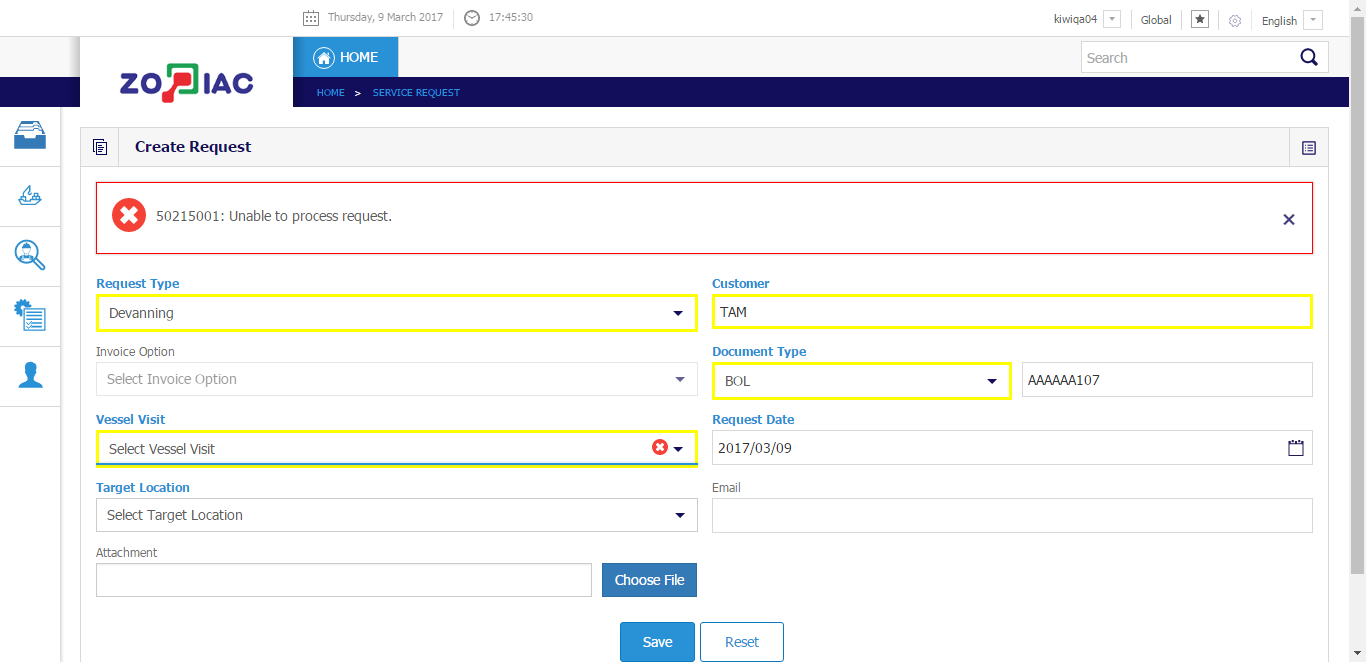 Thursday, 9 March 2017 17:45:30 kiwiqa04 Global English
ZODIAC HOME Search
HOME > SERVICE REQUEST
Create Request
50215001: Unable to process request.
Request Type Customer
Devanning TAM
Invoice Option Document Type
Select Invoice Option BOL AAAAAA107
Vessel Visit Request Date
Select Vessel Visit 2017/03/09
Target Location Email
Select Target Location
Attachment
Choose File
Save Reset